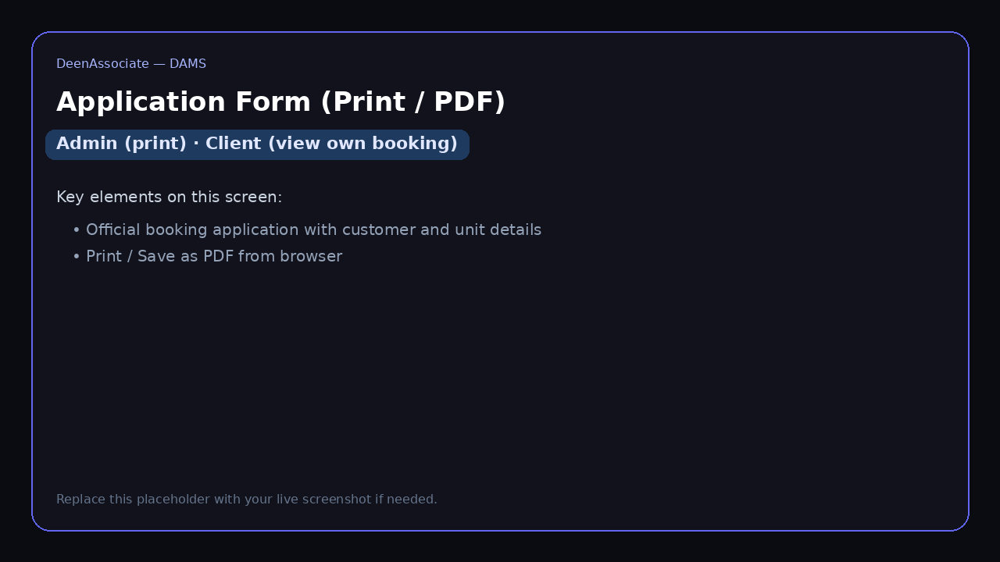 DeenAssociate — DAMS
Application Form (Print / PDF)
Admin (print) · Client (view own booking)
Key elements on this screen:
• Official booking application with customer and unit details
• Print / Save as PDF from browser
Replace this placeholder with your live screenshot if needed.